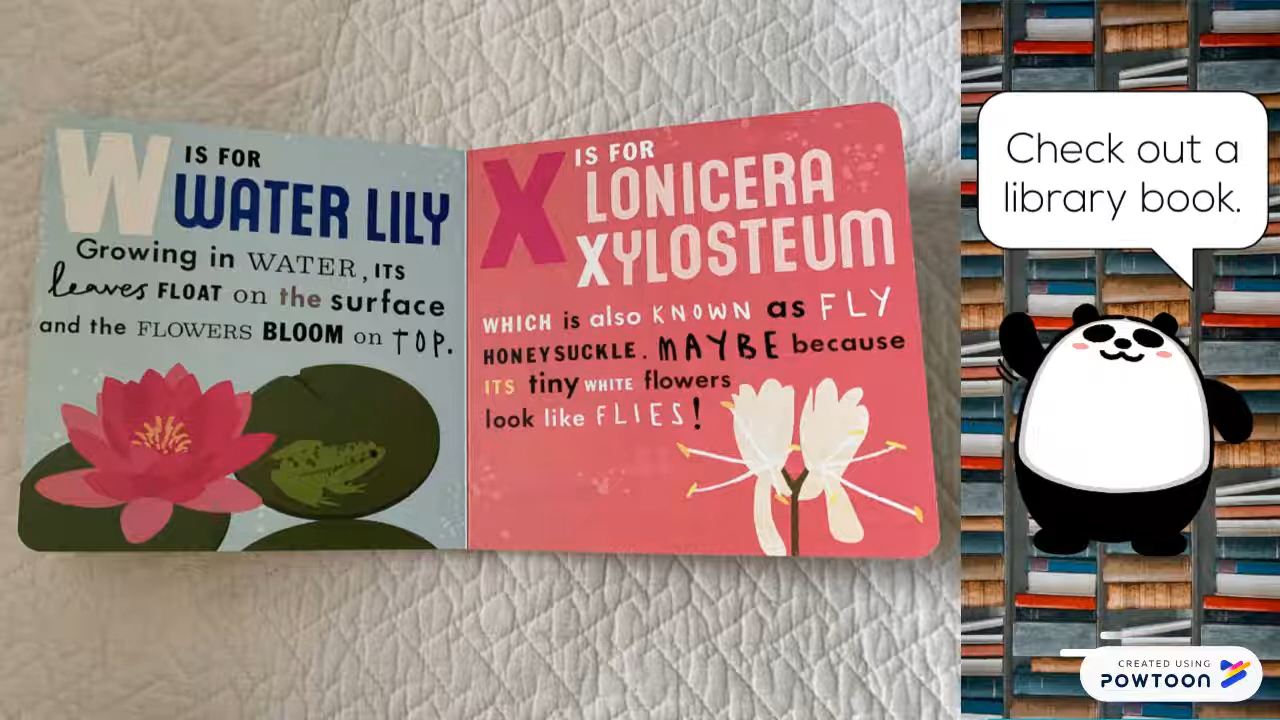 W IS FOR
WATER LILY
Growing in WATER, ITS
leaves FLOAT on the surface
and the FLOWERS BLOOM on TOP.
X IS FOR
LONICERA
XYLOSTEUM
WHICH is also KNOWN as FLY
HONEYSUCKLE. MAYBE because
ITS tiny WHITE flowers
look like FLIES!
Check out a
library book.
CREATED USING
POWTOON